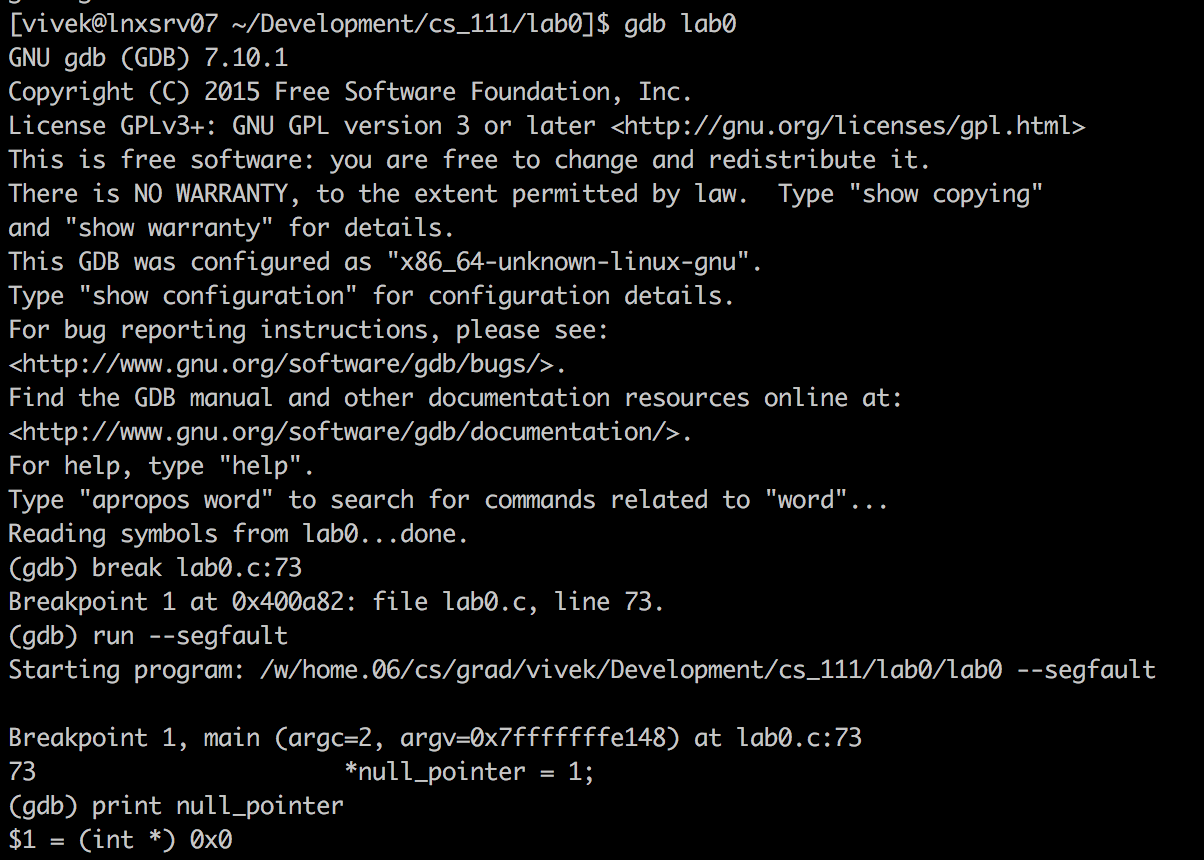 [vivek@lnxsrv07 ~/Development/cs_111/lab0]$ gdb lab0
GNU gdb (GDB) 7.10.1
Copyright (C) 2015 Free Software Foundation, Inc.
License GPLv3+: GNU GPL version 3 or later <http://gnu.org/licenses/gpl.html>
This is free software: you are free to change and redistribute it.
There is NO WARRANTY, to the extent permitted by law.  Type "show copying"
and "show warranty" for details.
This GDB was configured as "x86_64-unknown-linux-gnu".
Type "show configuration" for configuration details.
For bug reporting instructions, please see:
<http://www.gnu.org/software/gdb/bugs/>.
Find the GDB manual and other documentation resources online at:
<http://www.gnu.org/software/gdb/documentation/>.
For help, type "help".
Type "apropos word" to search for commands related to "word"...
Reading symbols from lab0...done.
(gdb) break lab0.c:73
Breakpoint 1 at 0x400a82: file lab0.c, line 73.
(gdb) run --segfault
Starting program: /w/home.06/cs/grad/vivek/Development/cs_111/lab0/lab0 --segfault

Breakpoint 1, main (argc=2, argv=0x7fffffffe148) at lab0.c:73
73                      *null_pointer = 1;
(gdb) print null_pointer
$1 = (int *) 0x0